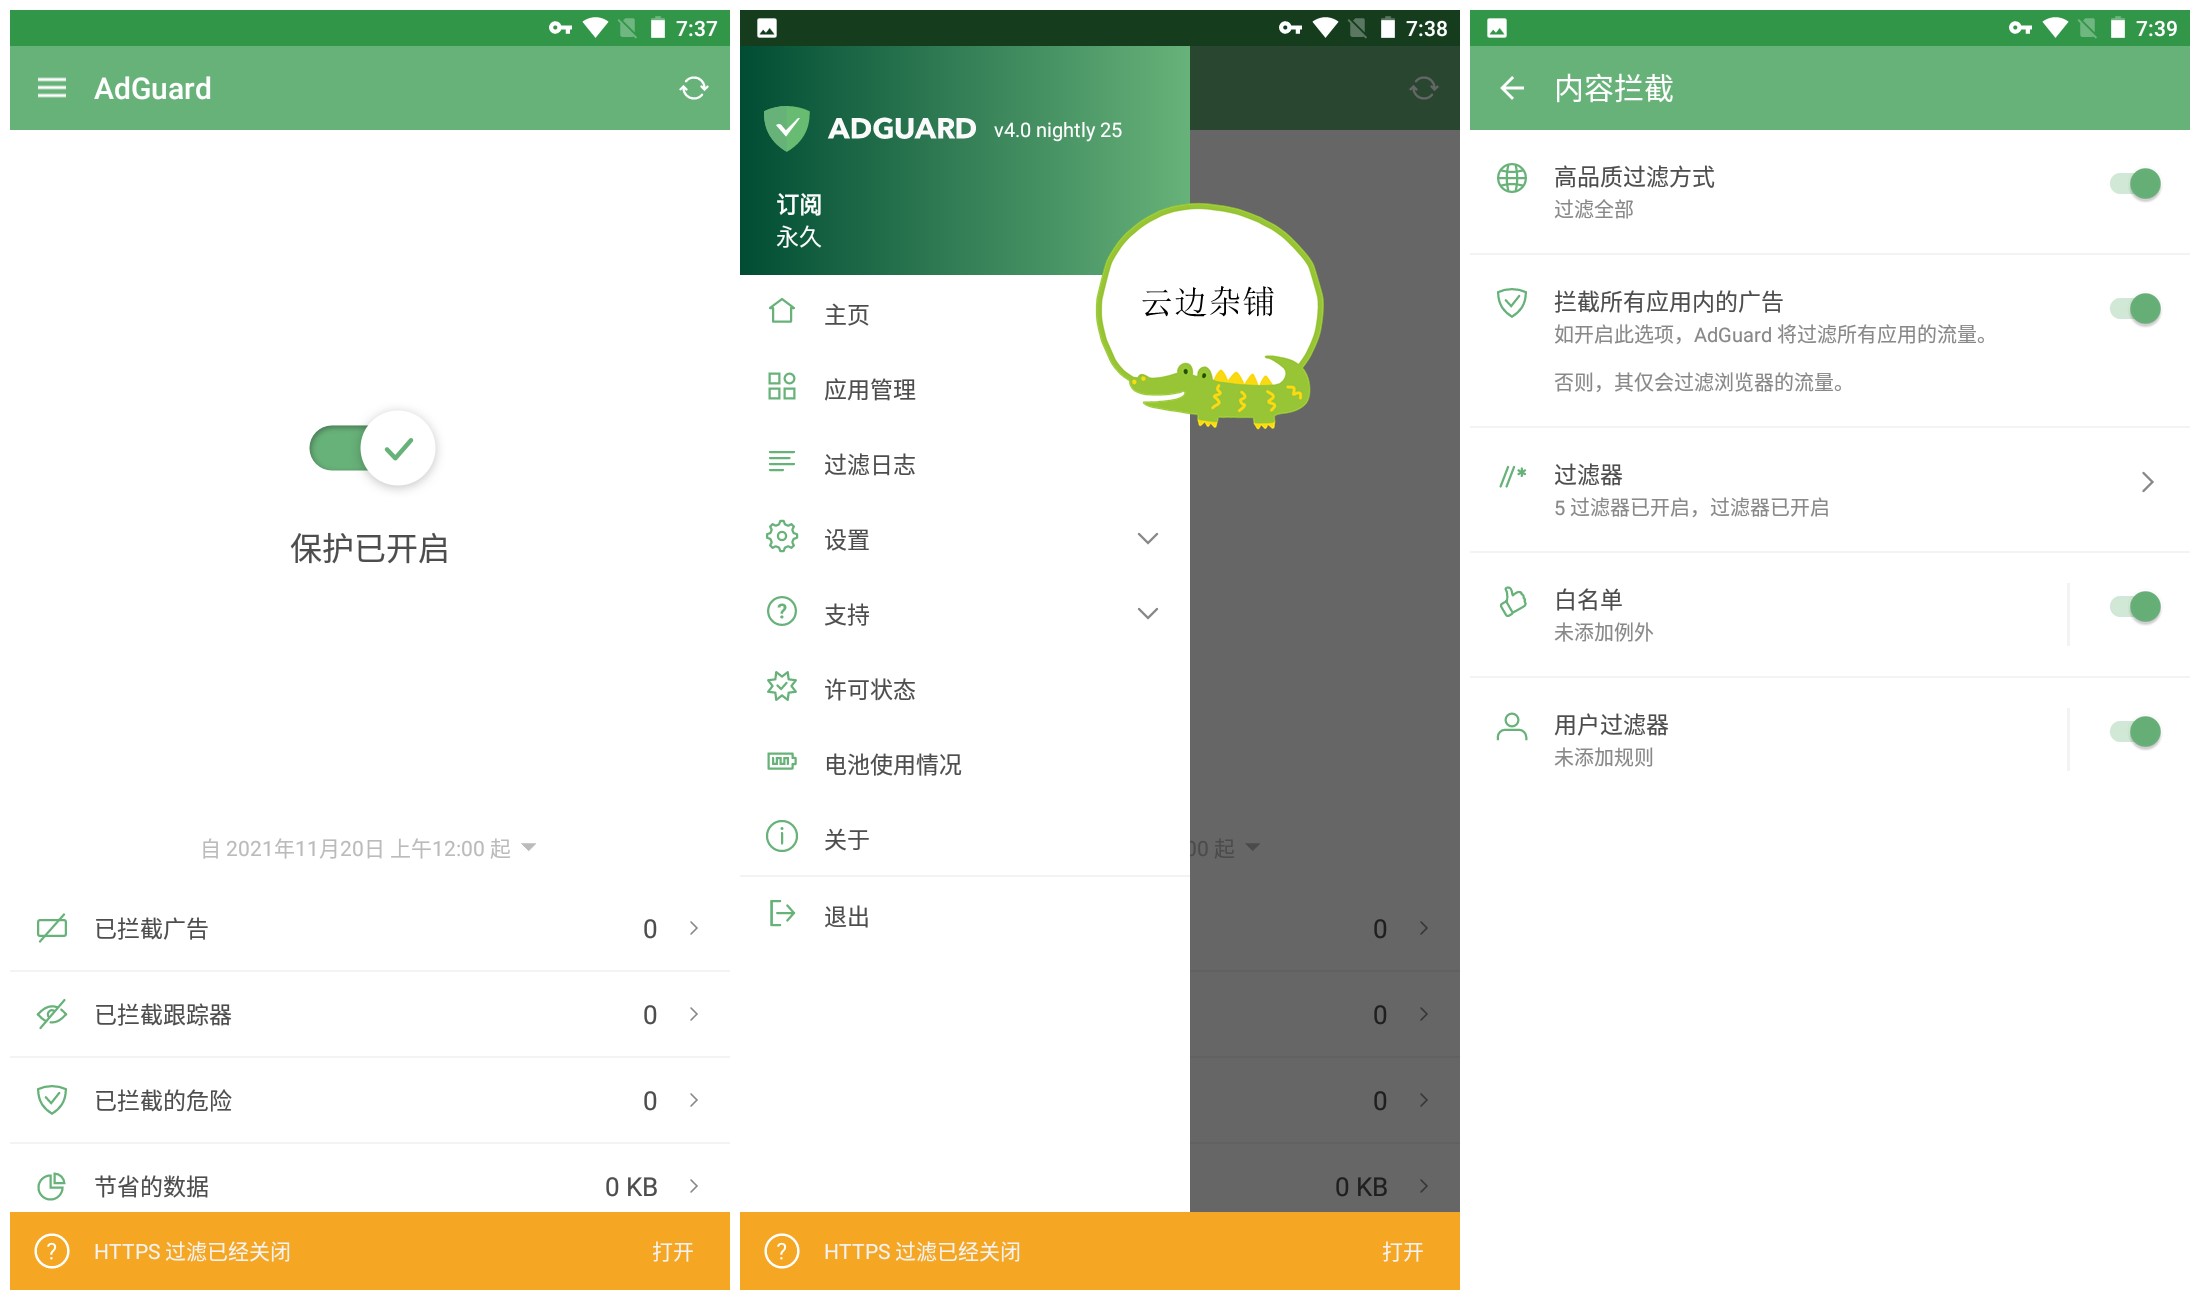 7:37
AdGuard
保护已开启
自 2021年11月20日 上午12:00 起
已拦截广告 0
已拦截跟踪器 0
已拦截的危险 0
节省的数据 0 KB
HTTPS 过滤已经关闭 打开
7:38
ADGUARD v4.0 nightly 25
订阅
永久
云边杂铺
主页
应用管理
过滤日志
设置
支持
许可状态
电池使用情况
关于
退出
00 起
0
0
0
0 KB
HTTPS 过滤已经关闭 打开
7:39
内容拦截
高品质过滤方式
过滤全部
拦截所有应用内的广告
如开启此选项，AdGuard 将过滤所有应用的流量。
否则，其仅会过滤浏览器的流量。
过滤器
5 过滤器已开启，过滤器已开启
白名单
未添加例外
用户过滤器
未添加规则